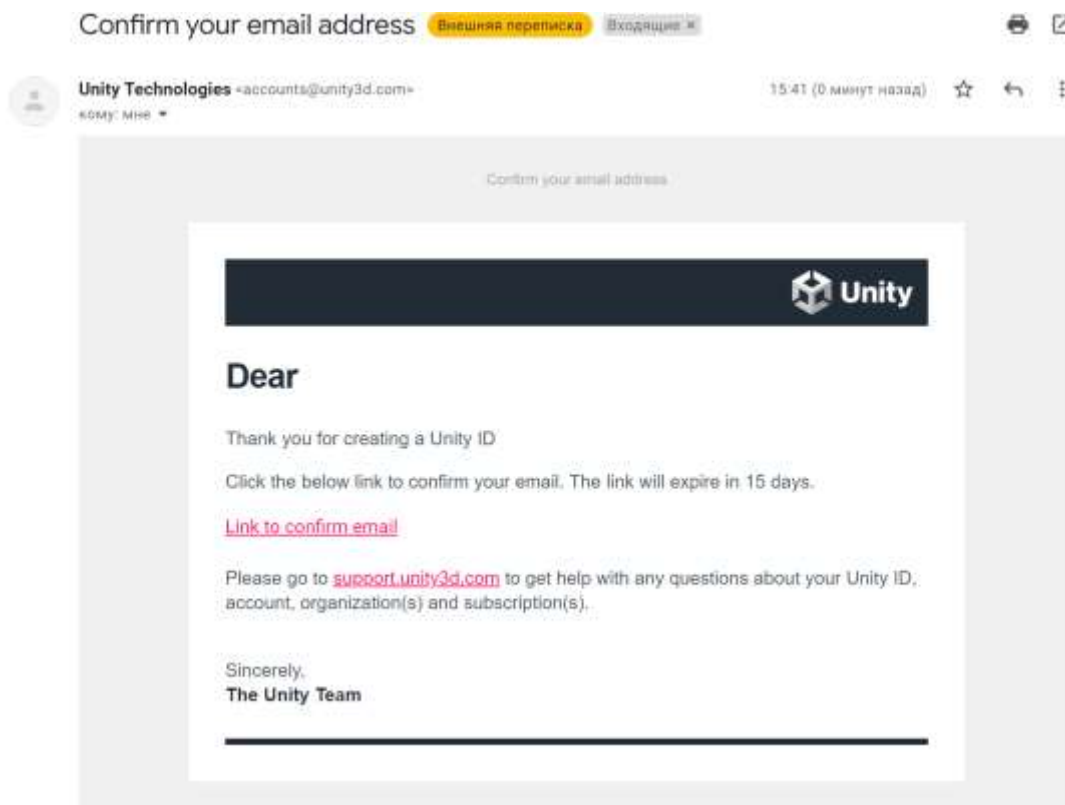 Confirm your email address Внешняя переписка Входящие ×
Unity Technologies <accounts@unity3d.com>
15:41 (0 минут назад)
кому: мне
Confirm your email address
Unity
Dear
Thank you for creating a Unity ID
Click the below link to confirm your email. The link will expire in 15 days.
Link to confirm email
Please go to support.unity3d.com to get help with any questions about your Unity ID,
account, organization(s) and subscription(s).
Sincerely,
The Unity Team